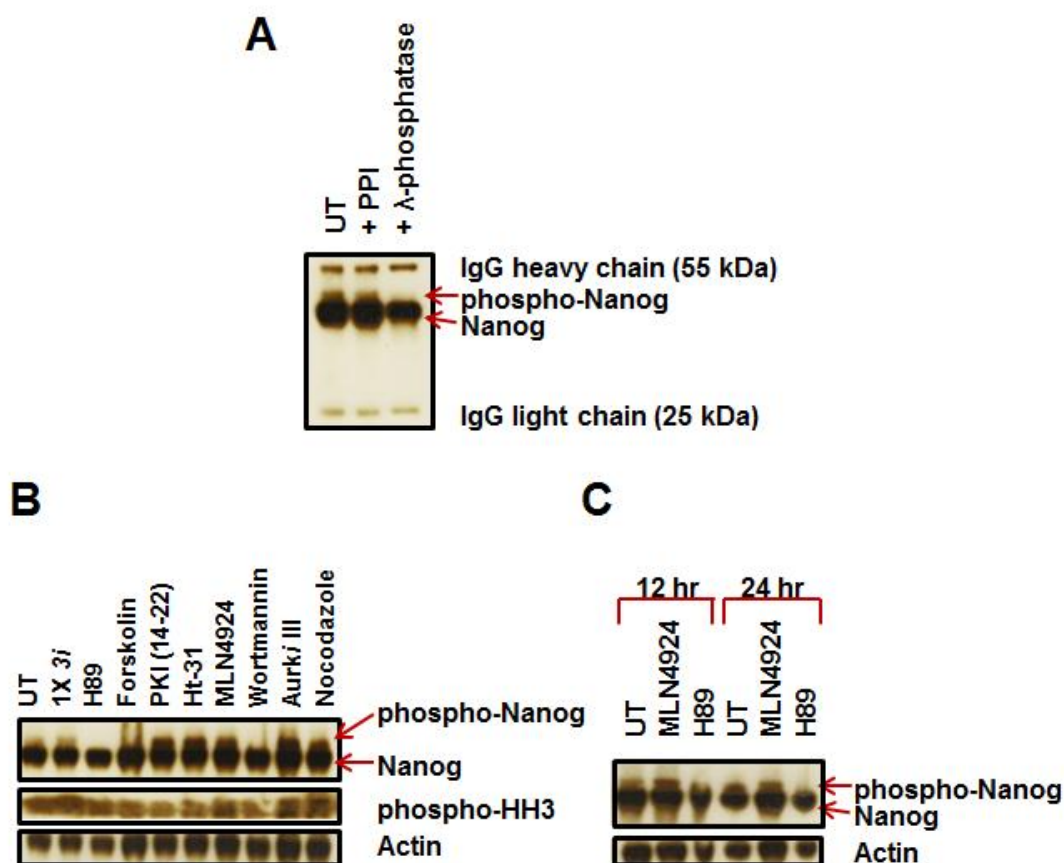 A
UT
+ PPI
+ λ-phosphatase
IgG heavy chain (55 kDa)
phospho-Nanog
Nanog
IgG light chain (25 kDa)
B
UT
1X 3i
H89
Forskolin
PKI (14-22)
Ht-31
MLN4924
Wortmannin
Aurki III
Nocodazole
phospho-Nanog
Nanog
phospho-HH3
Actin
C
12 hr
24 hr
UT
MLN4924
H89
UT
MLN4924
H89
phospho-Nanog
Nanog
Actin